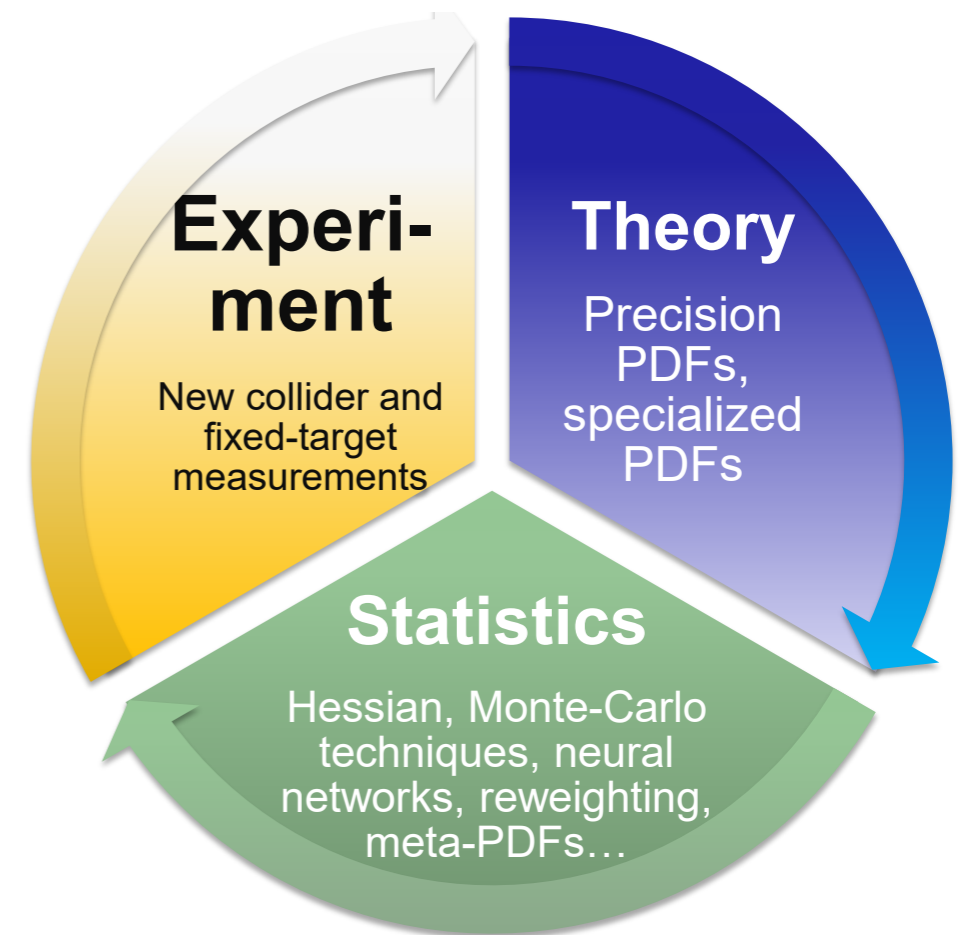 Experi-
ment
New collider and
fixed-target
measurements
Theory
Precision
PDFs,
specialized
PDFs
Statistics
Hessian, Monte-Carlo
techniques, neural
networks, reweighting,
meta-PDFs…